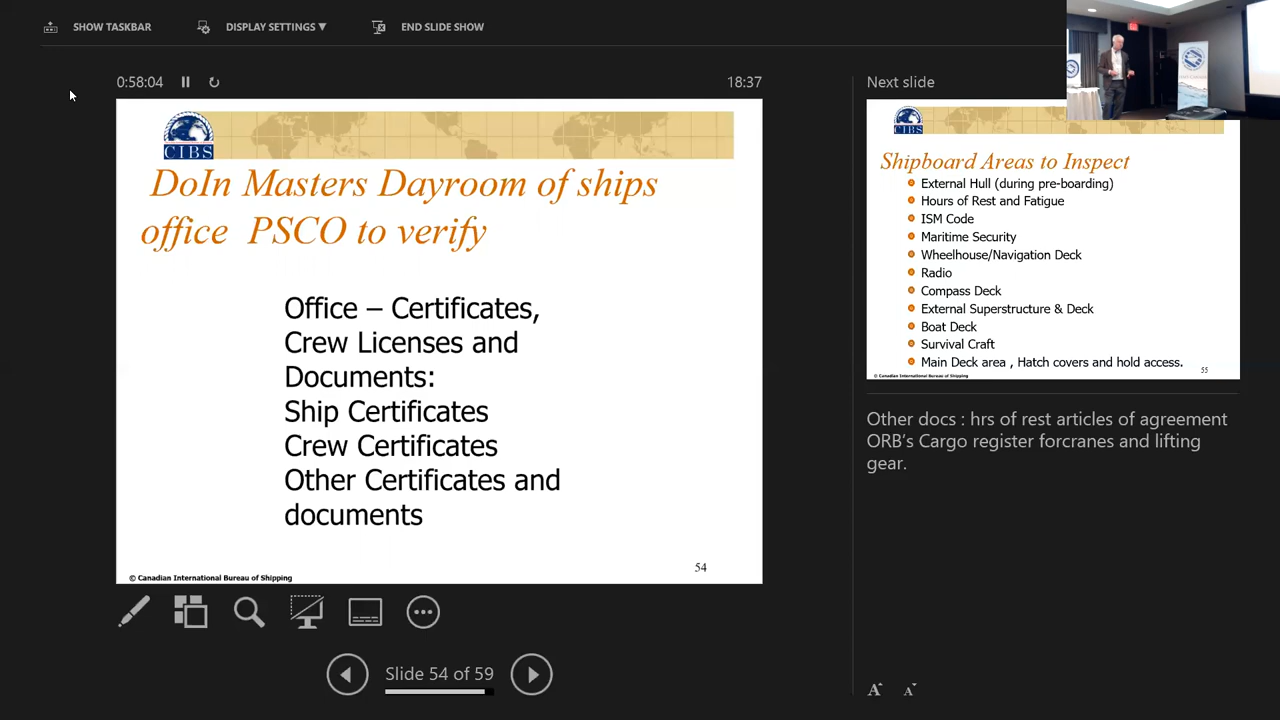 SHOW TASKBAR
DISPLAY SETTINGS ▼
END SLIDE SHOW
0:58:04
18:37
CIBS
DoIn Masters Dayroom of ships
office PSCO to verify
Office – Certificates,
Crew Licenses and
Documents:
Ship Certificates
Crew Certificates
Other Certificates and
documents
54
© Canadian International Bureau of Shipping
Slide 54 of 59
Next slide
CIBS
Shipboard Areas to Inspect
External Hull (during pre-boarding)
Hours of Rest and Fatigue
ISM Code
Maritime Security
Wheelhouse/Navigation Deck
Radio
Compass Deck
External Superstructure & Deck
Boat Deck
Survival Craft
Main Deck area , Hatch covers and hold access.
55
© Canadian International Bureau of Shipping
Other docs : hrs of rest articles of agreement
ORB's Cargo register forcranes and lifting
gear.
A A